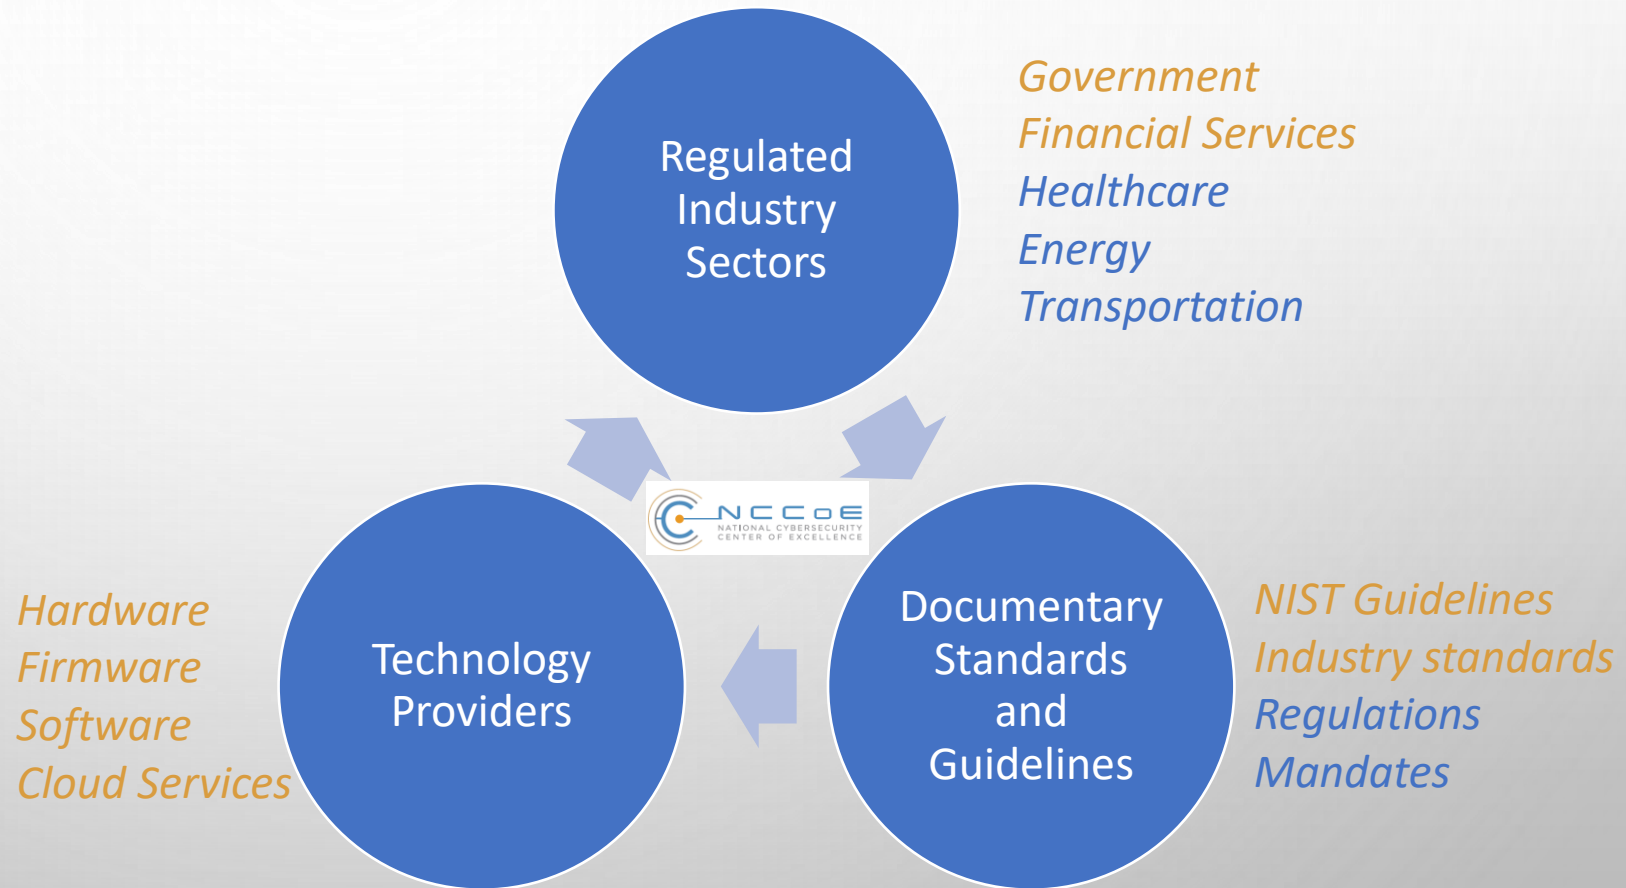 Regulated
Industry
Sectors
Government
Financial Services
Healthcare
Energy
Transportation
NCCoE
NATIONAL CYBERSECURITY
CENTER OF EXCELLENCE
Hardware
Firmware
Software
Cloud Services
Technology
Providers
Documentary
Standards
and
Guidelines
NIST Guidelines
Industry standards
Regulations
Mandates